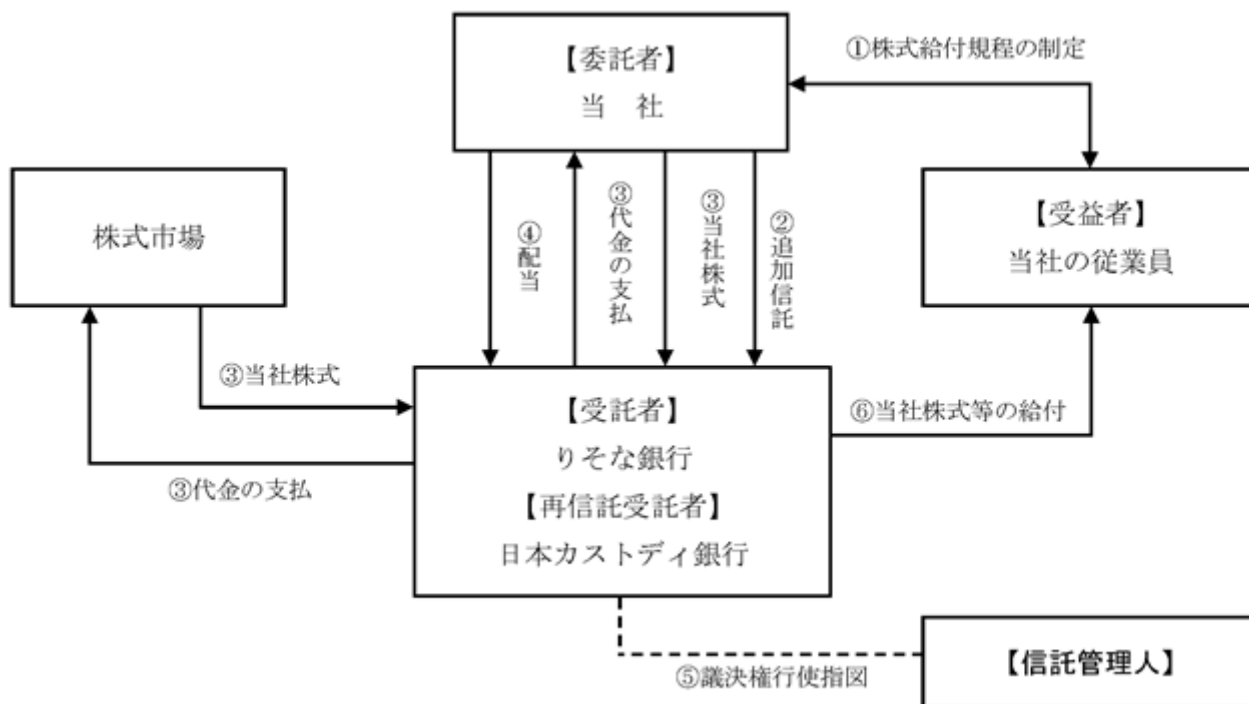 【委託者】
当 社
①株式給付規程の制定
株式市場
④配当
③代金の支払
③当社株式
②追加信託
【受益者】
当社の従業員
③当社株式
③代金の支払
【受託者】
りそな銀行
【再信託受託者】
日本カストディ銀行
⑥当社株式等の給付
⑤議決権行使指図
【信託管理人】